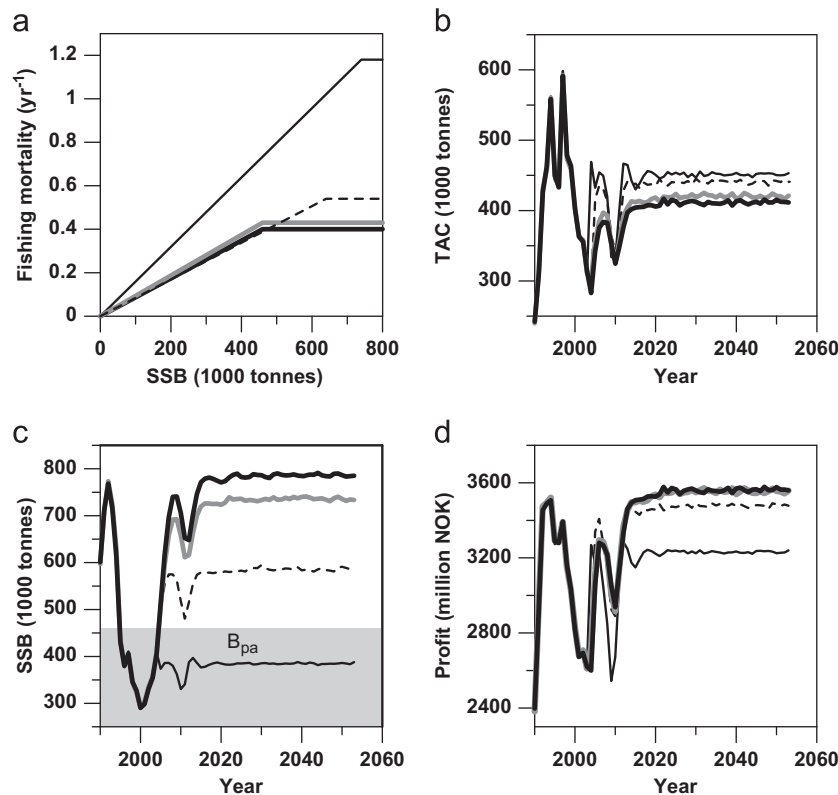 a
Fishing mortality (yr-1)
1.2
1
0.8
0.6
0.4
0.2
0
0 200 400 600 800
SSB (1000 tonnes)
b
TAC (1000 tonnes)
600
500
400
300
2000 2020 2040 2060
Year
c
SSB (1000 tonnes)
800
700
600
500
400
300
Bpa
2000 2020 2040 2060
Year
d
Profit (million NOK)
3600
3200
2800
2400
2000 2020 2040 2060
Year